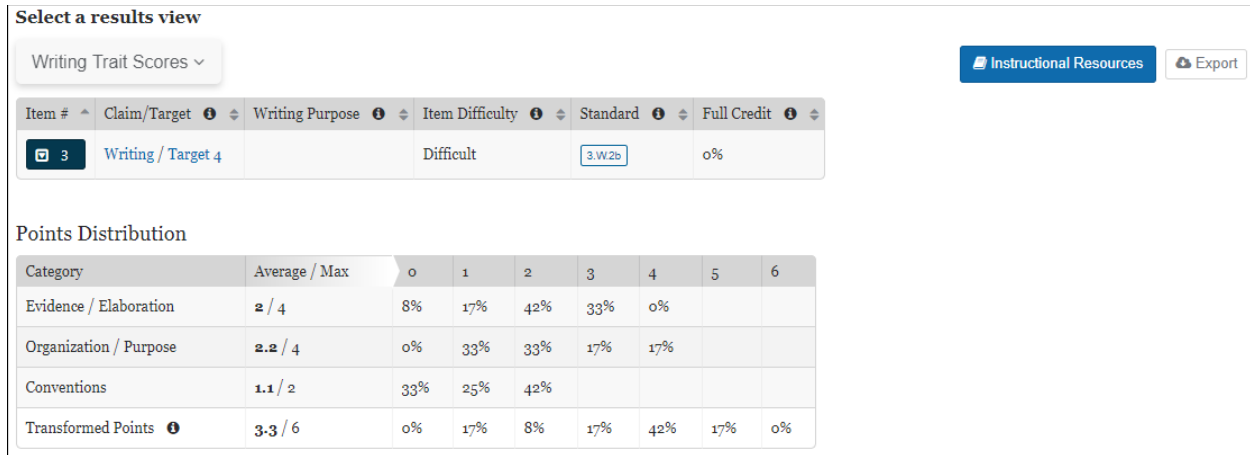 Select a results view
Writing Trait Scores
Instructional Resources
Export
Item # Claim/Target Writing Purpose Item Difficulty Standard Full Credit
3 Writing / Target 4 Difficult 3.W.2b 0%
Points Distribution
Category Average / Max 0 1 2 3 4 5 6
Evidence / Elaboration 2 / 4 8% 17% 42% 33% 0%
Organization / Purpose 2.2 / 4 0% 33% 33% 17% 17%
Conventions 1.1 / 2 33% 25% 42%
Transformed Points 3.3 / 6 0% 17% 8% 17% 42% 17% 0%